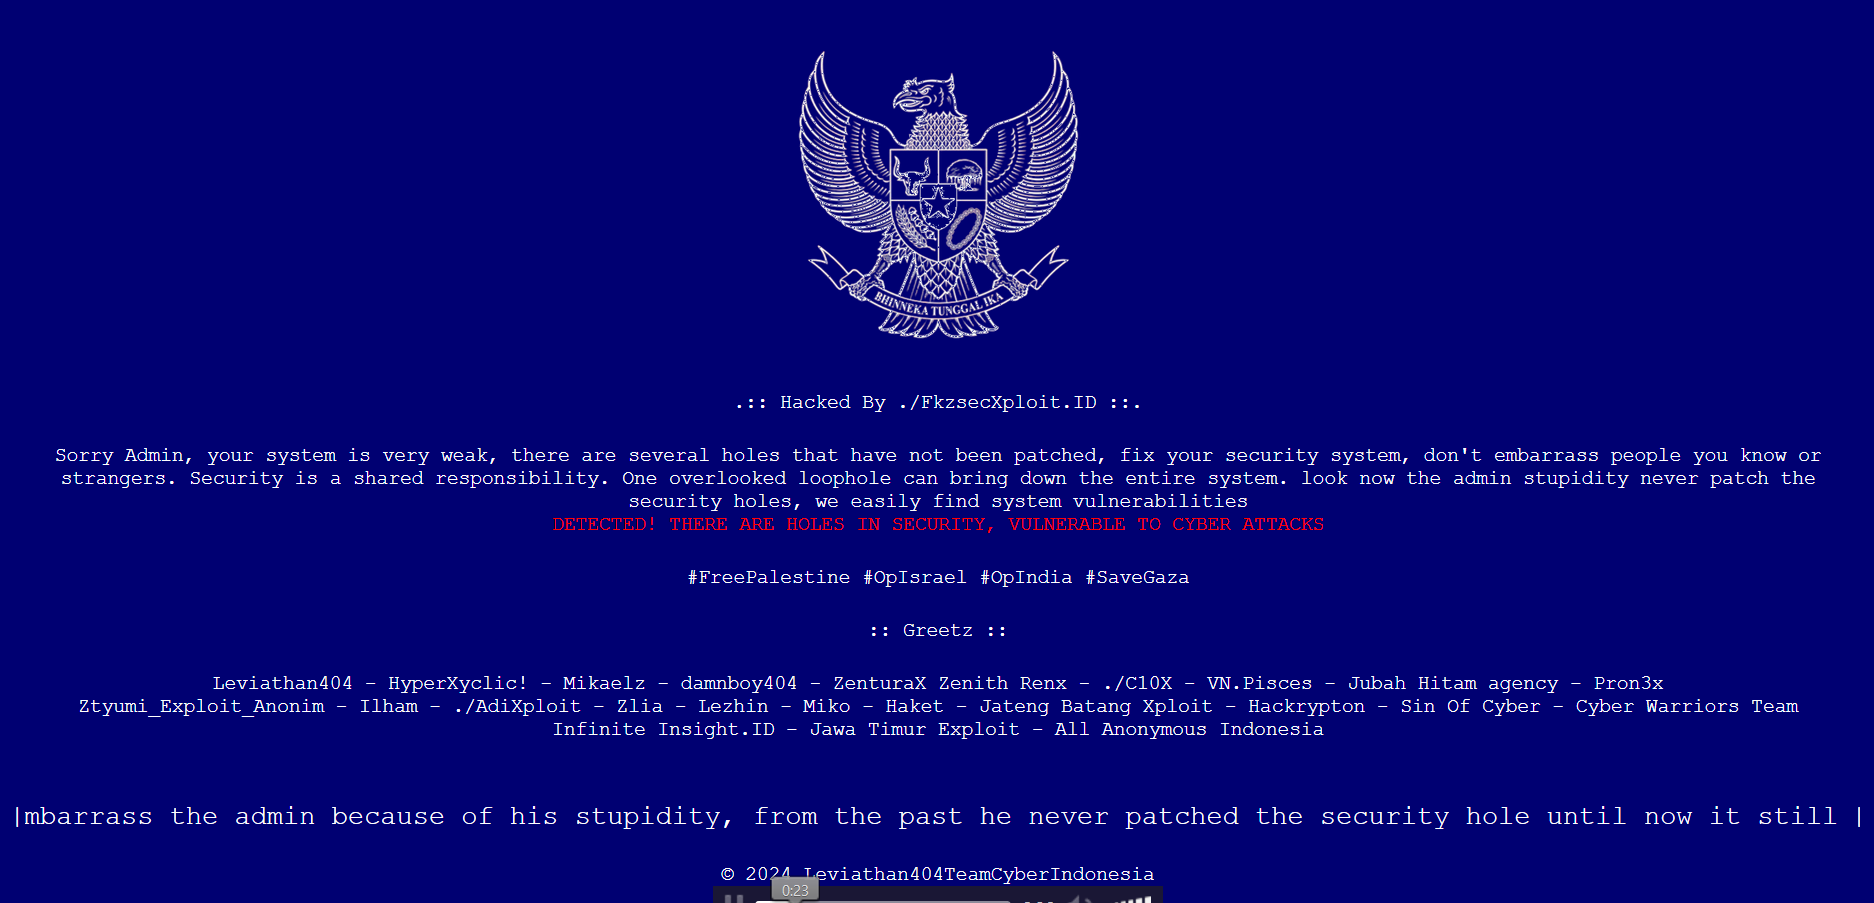 BHINNEKA TUNGGAL IKA
.:: Hacked By ./FkzsecXploit.ID ::.
Sorry Admin, your system is very weak, there are several holes that have not been patched, fix your security system, don't embarrass people you know or
strangers. Security is a shared responsibility. One overlooked loophole can bring down the entire system. look now the admin stupidity never patch the
security holes, we easily find system vulnerabilities
DETECTED! THERE ARE HOLES IN SECURITY, VULNERABLE TO CYBER ATTACKS
#FreePalestine #OpIsrael #OpIndia #SaveGaza
:: Greetz ::
Leviathan404 - HyperXyclic! - Mikaelz - damnboy404 - ZenturaX Zenith Renx - ./C10X - VN.Pisces - Jubah Hitam agency - Pron3x
Ztyumi_Exploit_Anonim - Ilham - ./AdiXploit - Zlia - Lezhin - Miko - Haket - Jateng Batang Xploit - Hackrypton - Sin Of Cyber - Cyber Warriors Team
Infinite Insight.ID - Jawa Timur Exploit - All Anonymous Indonesia
|mbarrass the admin because of his stupidity, from the past he never patched the security hole until now it still |
© 2024 Leviathan404TeamCyberIndonesia
0:23